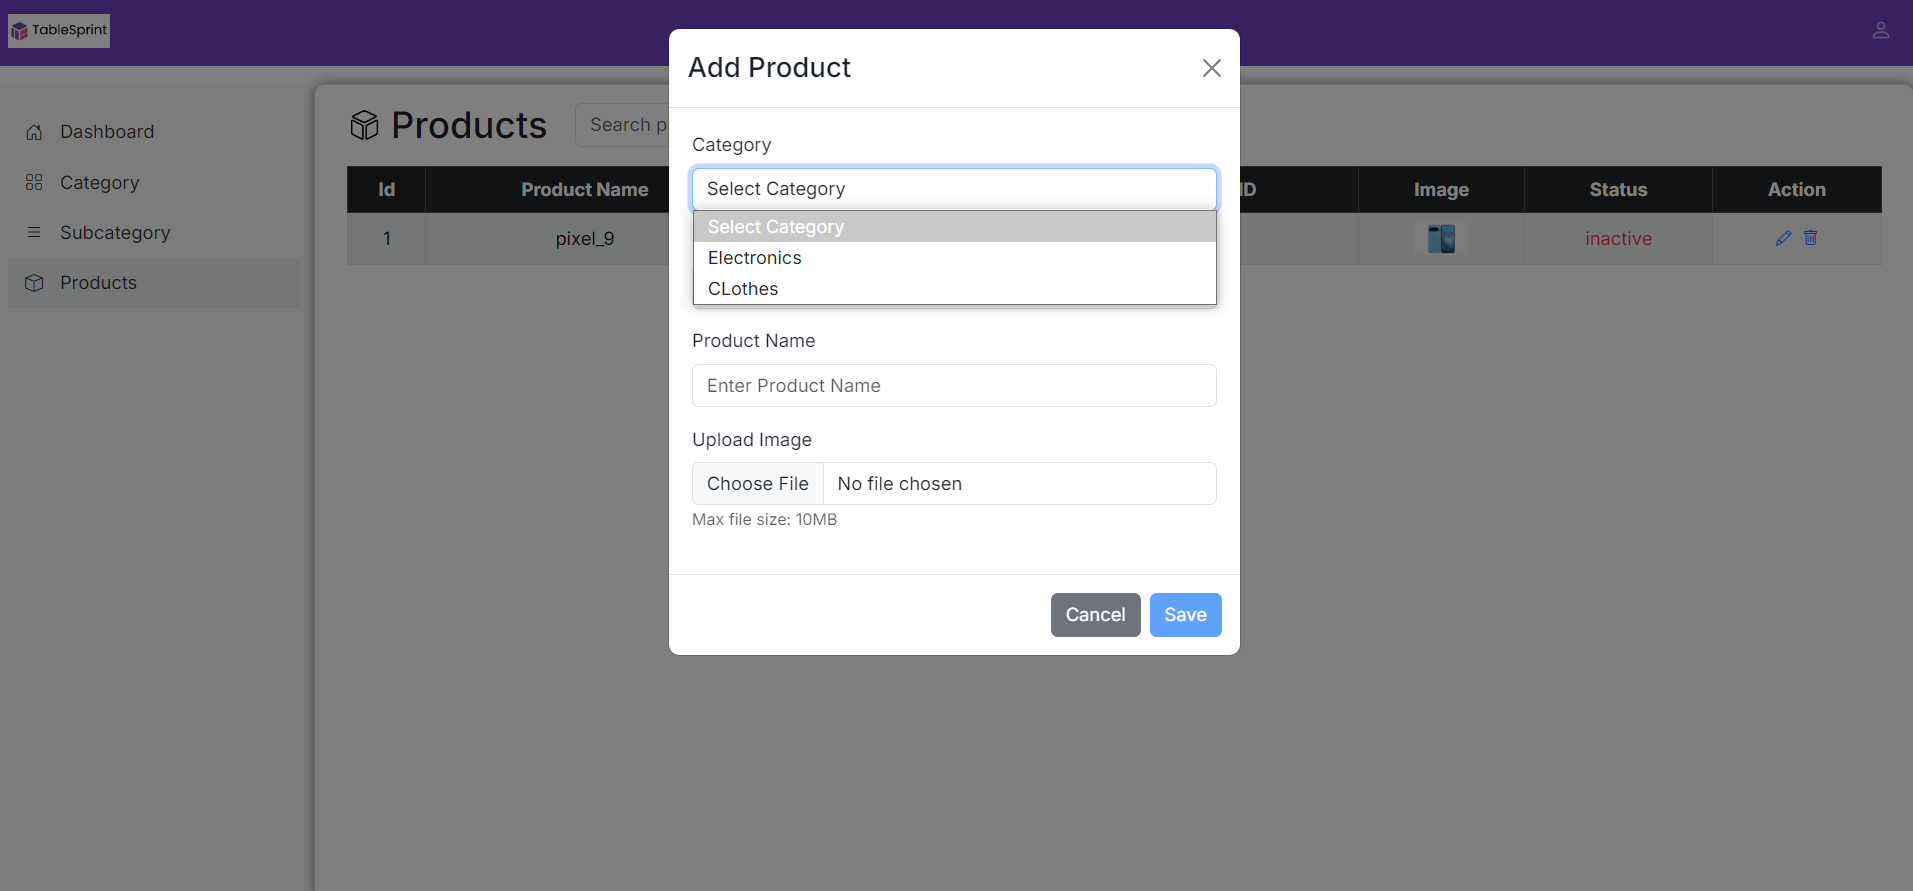 TableSprint
Add Product
Dashboard
Category
Subcategory
Products
Products
Search p
Id
Product Name
ID
Image
Status
Action
1
pixel_9
inactive
Category
Select Category
Select Category
Electronics
CLothes
Product Name
Enter Product Name
Upload Image
Choose File
No file chosen
Max file size: 10MB
Cancel
Save